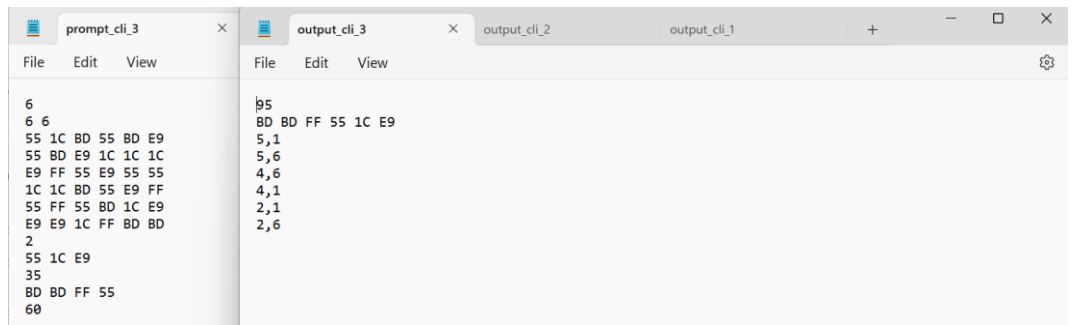 prompt_cli_3
File Edit View
6
6 6
55 1C BD 55 BD E9
55 BD E9 1C 1C 1C
E9 FF 55 E9 55 55
1C 1C BD 55 E9 FF
55 FF 55 BD 1C E9
E9 E9 1C FF BD BD
2
55 1C E9
35
BD BD FF 55
60
output_cli_3 output_cli_2 output_cli_1
File Edit View
95
BD BD FF 55 1C E9
5,1
5,6
4,6
4,1
2,1
2,6